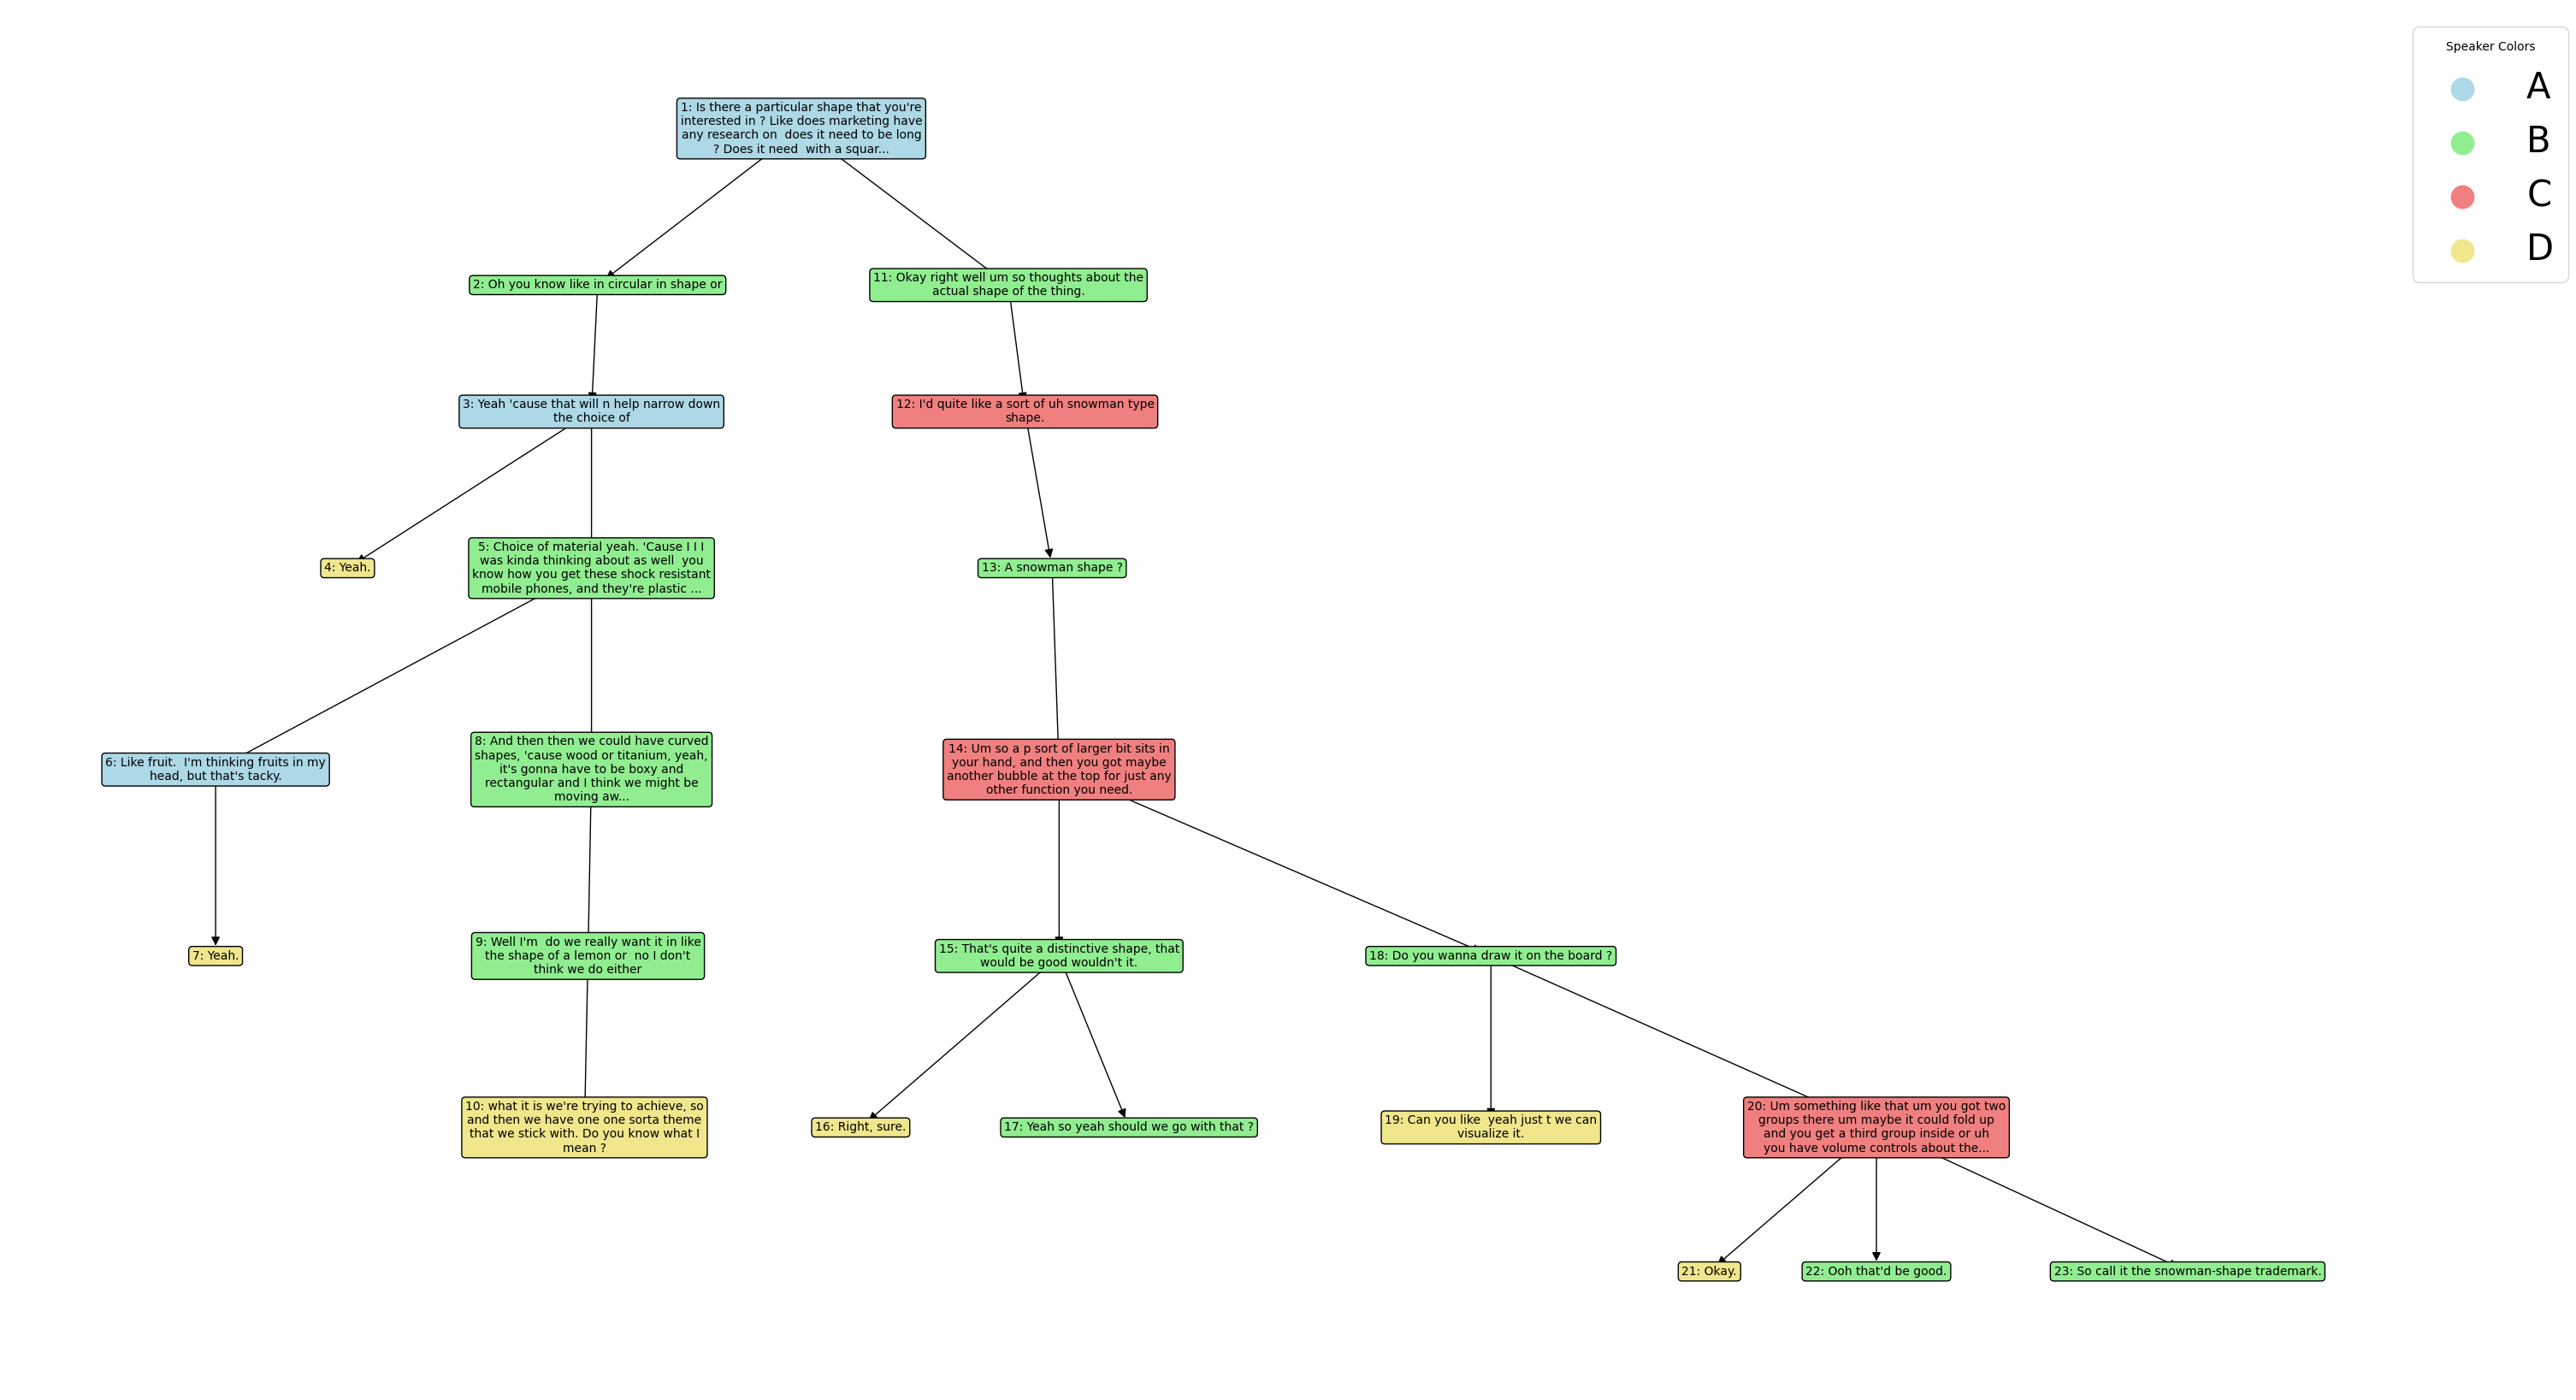 Speaker Colors
A
B
C
D
1: Is there a particular shape that you're
interested in ? Like does marketing have
any research on  does it need to be long
? Does it need  with a squar...
2: Oh you know like in circular in shape or
11: Okay right well um so thoughts about the
actual shape of the thing.
3: Yeah 'cause that will n help narrow down
the choice of
12: I'd quite like a sort of uh snowman type
shape.
4: Yeah.
5: Choice of material yeah. 'Cause I I I
was kinda thinking about as well  you
know how you get these shock resistant
mobile phones, and they're plastic ...
13: A snowman shape ?
6: Like fruit.  I'm thinking fruits in my
head, but that's tacky.
8: And then then we could have curved
shapes, 'cause wood or titanium, yeah,
it's gonna have to be boxy and
rectangular and I think we might be
moving aw...
14: Um so a p sort of larger bit sits in
your hand, and then you got maybe
another bubble at the top for just any
other function you need.
7: Yeah.
9: Well I'm  do we really want it in like
the shape of a lemon or  no I don't
think we do either
15: That's quite a distinctive shape, that
would be good wouldn't it.
18: Do you wanna draw it on the board ?
10: what it is we're trying to achieve, so
and then we have one one sorta theme
that we stick with. Do you know what I
mean ?
16: Right, sure.
17: Yeah so yeah should we go with that ?
19: Can you like  yeah just t we can
visualize it.
20: Um something like that um you got two
groups there um maybe it could fold up
and you get a third group inside or uh
you have volume controls about the...
21: Okay.
22: Ooh that'd be good.
23: So call it the snowman-shape trademark.